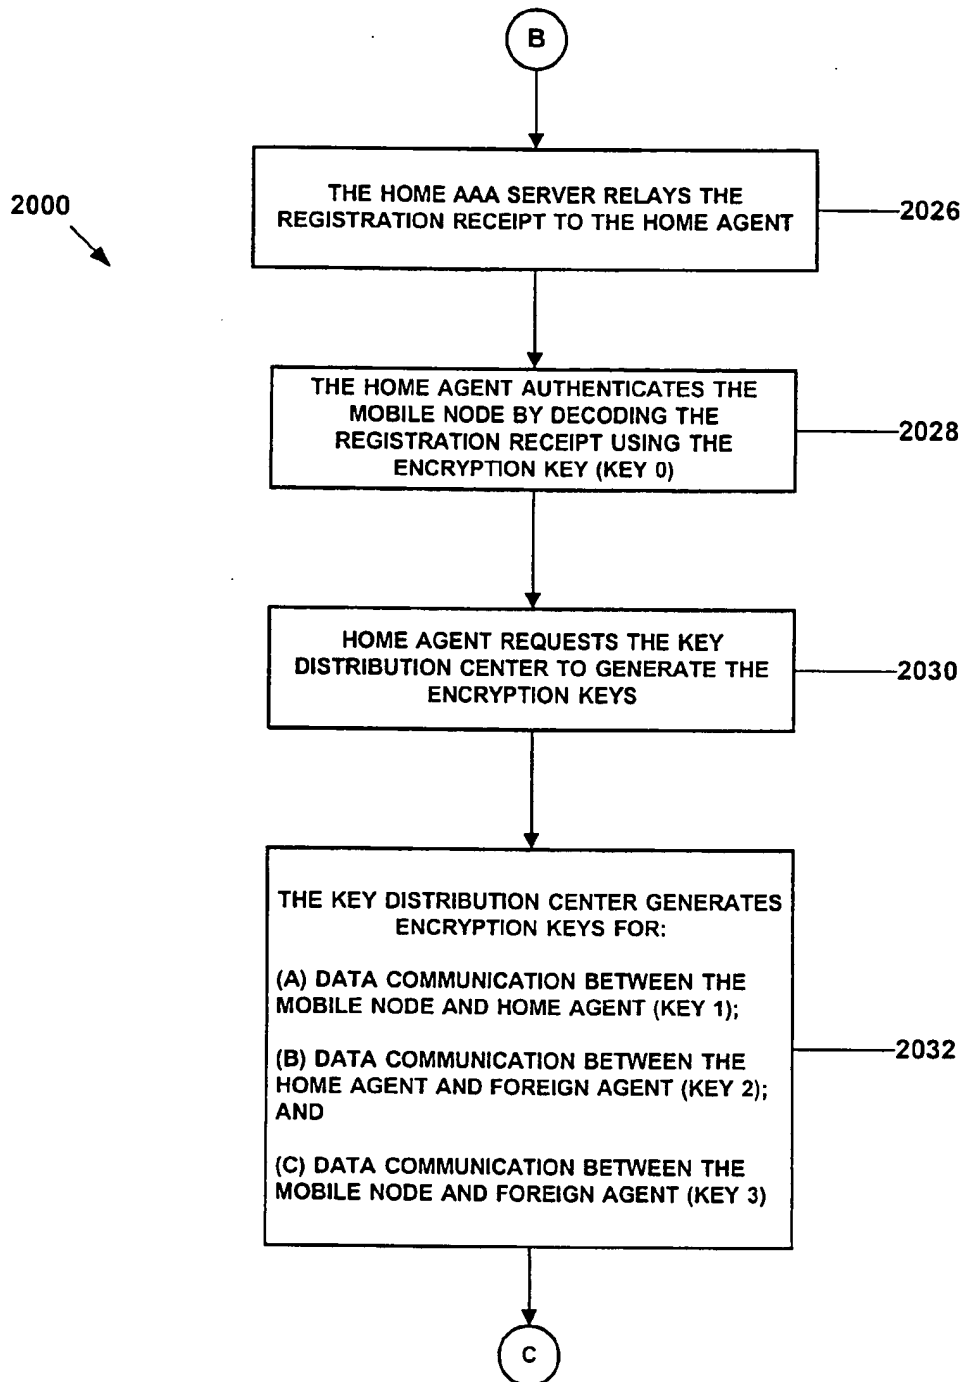 B
2000
THE HOME AAA SERVER RELAYS THE
REGISTRATION RECEIPT TO THE HOME AGENT
2026
THE HOME AGENT AUTHENTICATES THE
MOBILE NODE BY DECODING THE
REGISTRATION RECEIPT USING THE
ENCRYPTION KEY (KEY 0)
2028
HOME AGENT REQUESTS THE KEY
DISTRIBUTION CENTER TO GENERATE THE
ENCRYPTION KEYS
2030
THE KEY DISTRIBUTION CENTER GENERATES
ENCRYPTION KEYS FOR:
(A) DATA COMMUNICATION BETWEEN THE
MOBILE NODE AND HOME AGENT (KEY 1);
(B) DATA COMMUNICATION BETWEEN THE
HOME AGENT AND FOREIGN AGENT (KEY 2);
AND
(C) DATA COMMUNICATION BETWEEN THE
MOBILE NODE AND FOREIGN AGENT (KEY 3)
2032
C